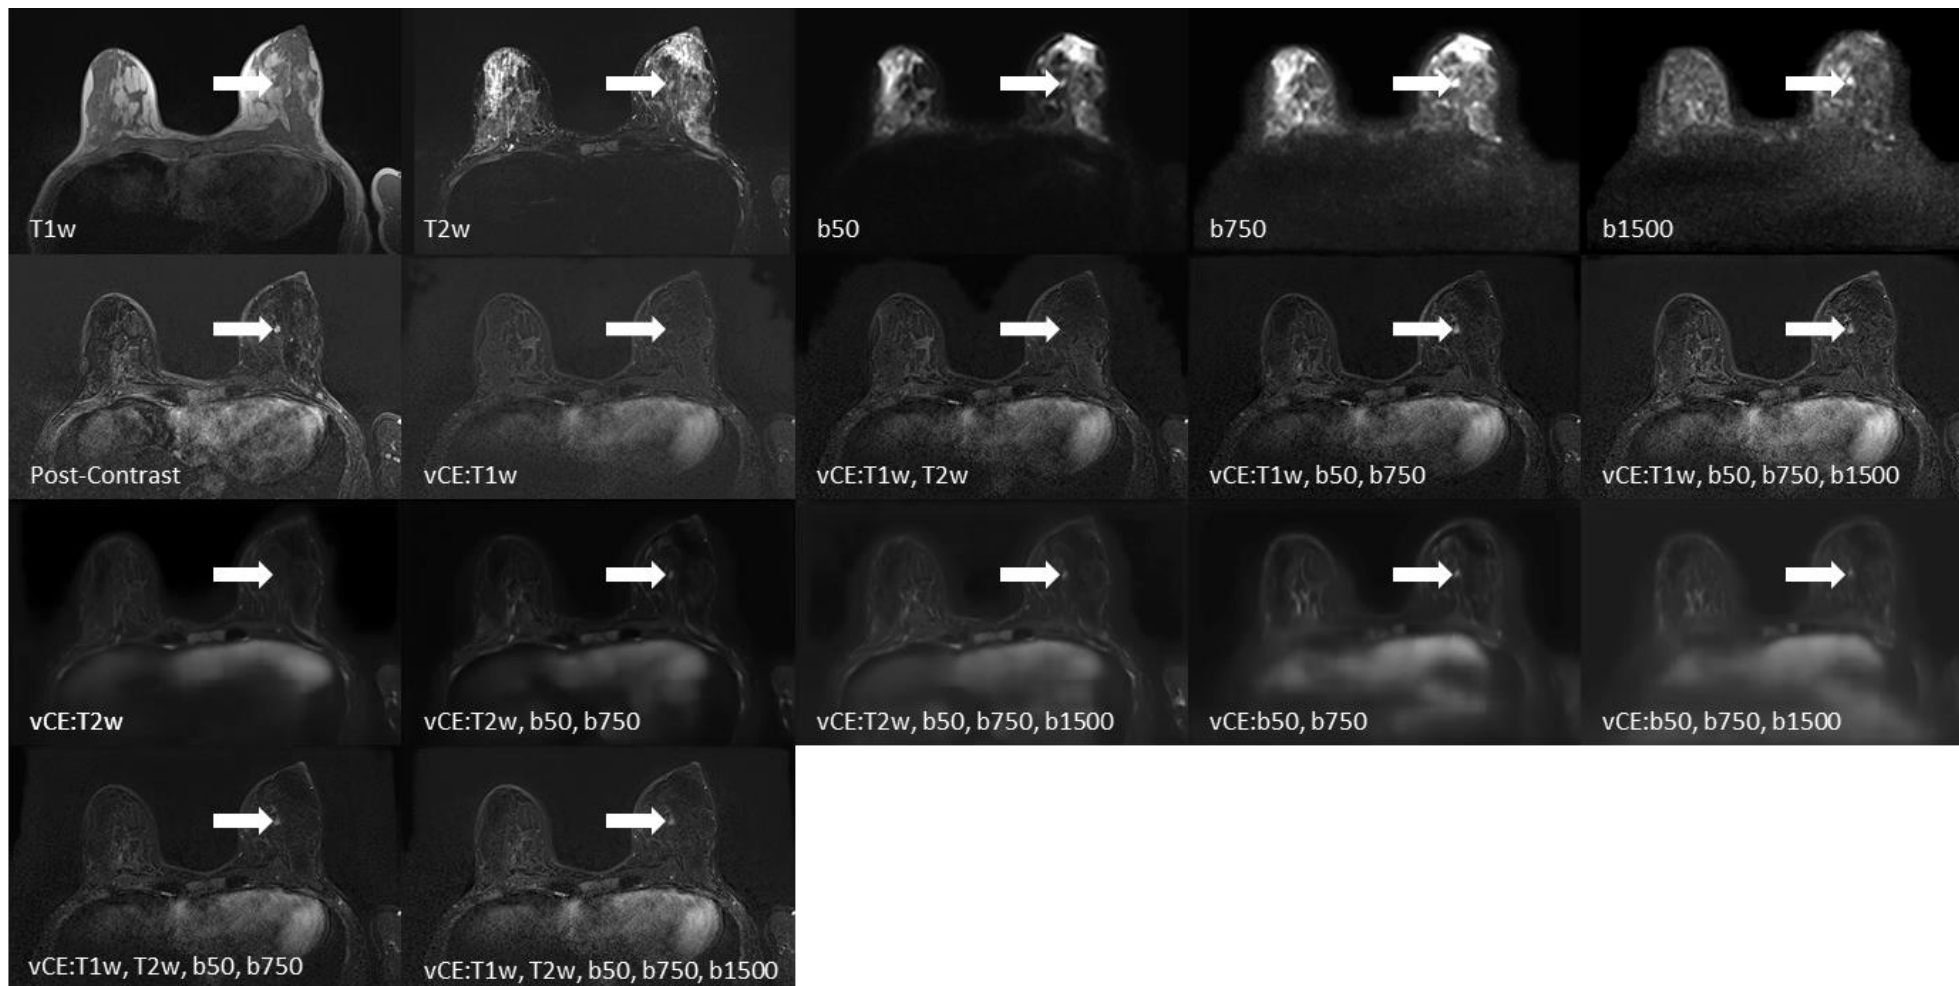 T1w
T2w
b50
b750
b1500
Post-Contrast
vCE:T1w
vCE:T1w, T2w
vCE:T1w, b50, b750
vCE:T1w, b50, b750, b1500
vCE:T2w
vCE:T2w, b50, b750
vCE:T2w, b50, b750, b1500
vCE:b50, b750
vCE:b50, b750, b1500
vCE:T1w, T2w, b50, b750
vCE:T1w, T2w, b50, b750, b1500